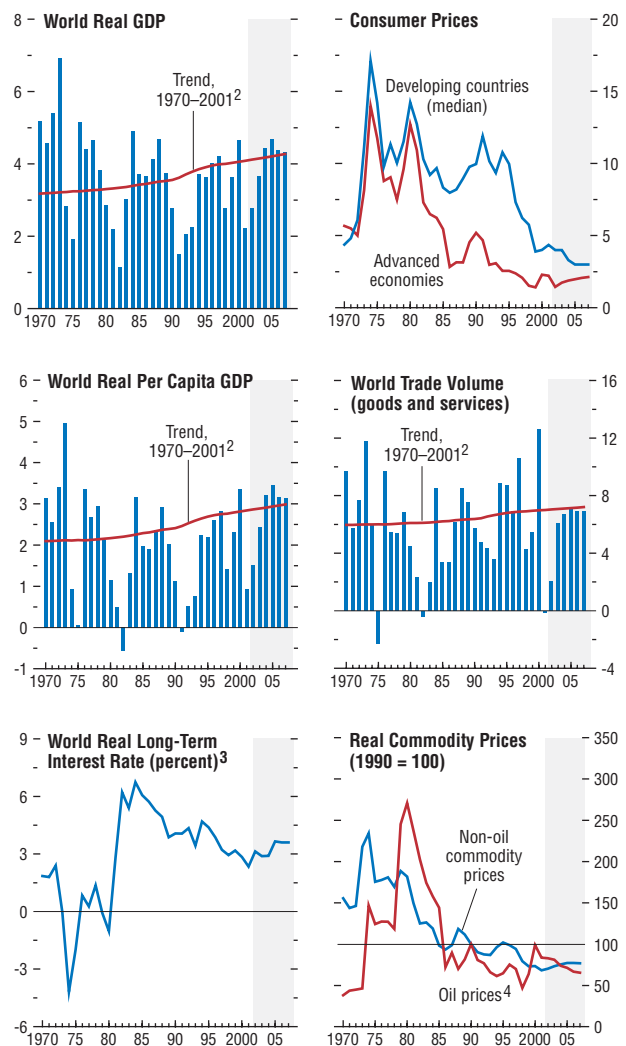 World Real GDP
8
6
4
2
0
Trend,
1970–2001²
1970 75 80 85 90 95 2000 05
Consumer Prices
20
15
10
5
0
Developing countries
(median)
Advanced
economies
1970 75 80 85 90 95 2000 05
World Real Per Capita GDP
6
5
4
3
2
1
0
-1
Trend,
1970–2001²
1970 75 80 85 90 95 2000 05
World Trade Volume
(goods and services)
16
12
8
4
0
-4
Trend,
1970–2001²
1970 75 80 85 90 95 2000 05
World Real Long-Term
Interest Rate (percent)³
9
6
3
0
-3
-6
1970 75 80 85 90 95 2000 05
Real Commodity Prices
(1990 = 100)
350
300
250
200
150
100
50
0
Non-oil
commodity
prices
Oil prices⁴
1970 75 80 85 90 95 2000 05